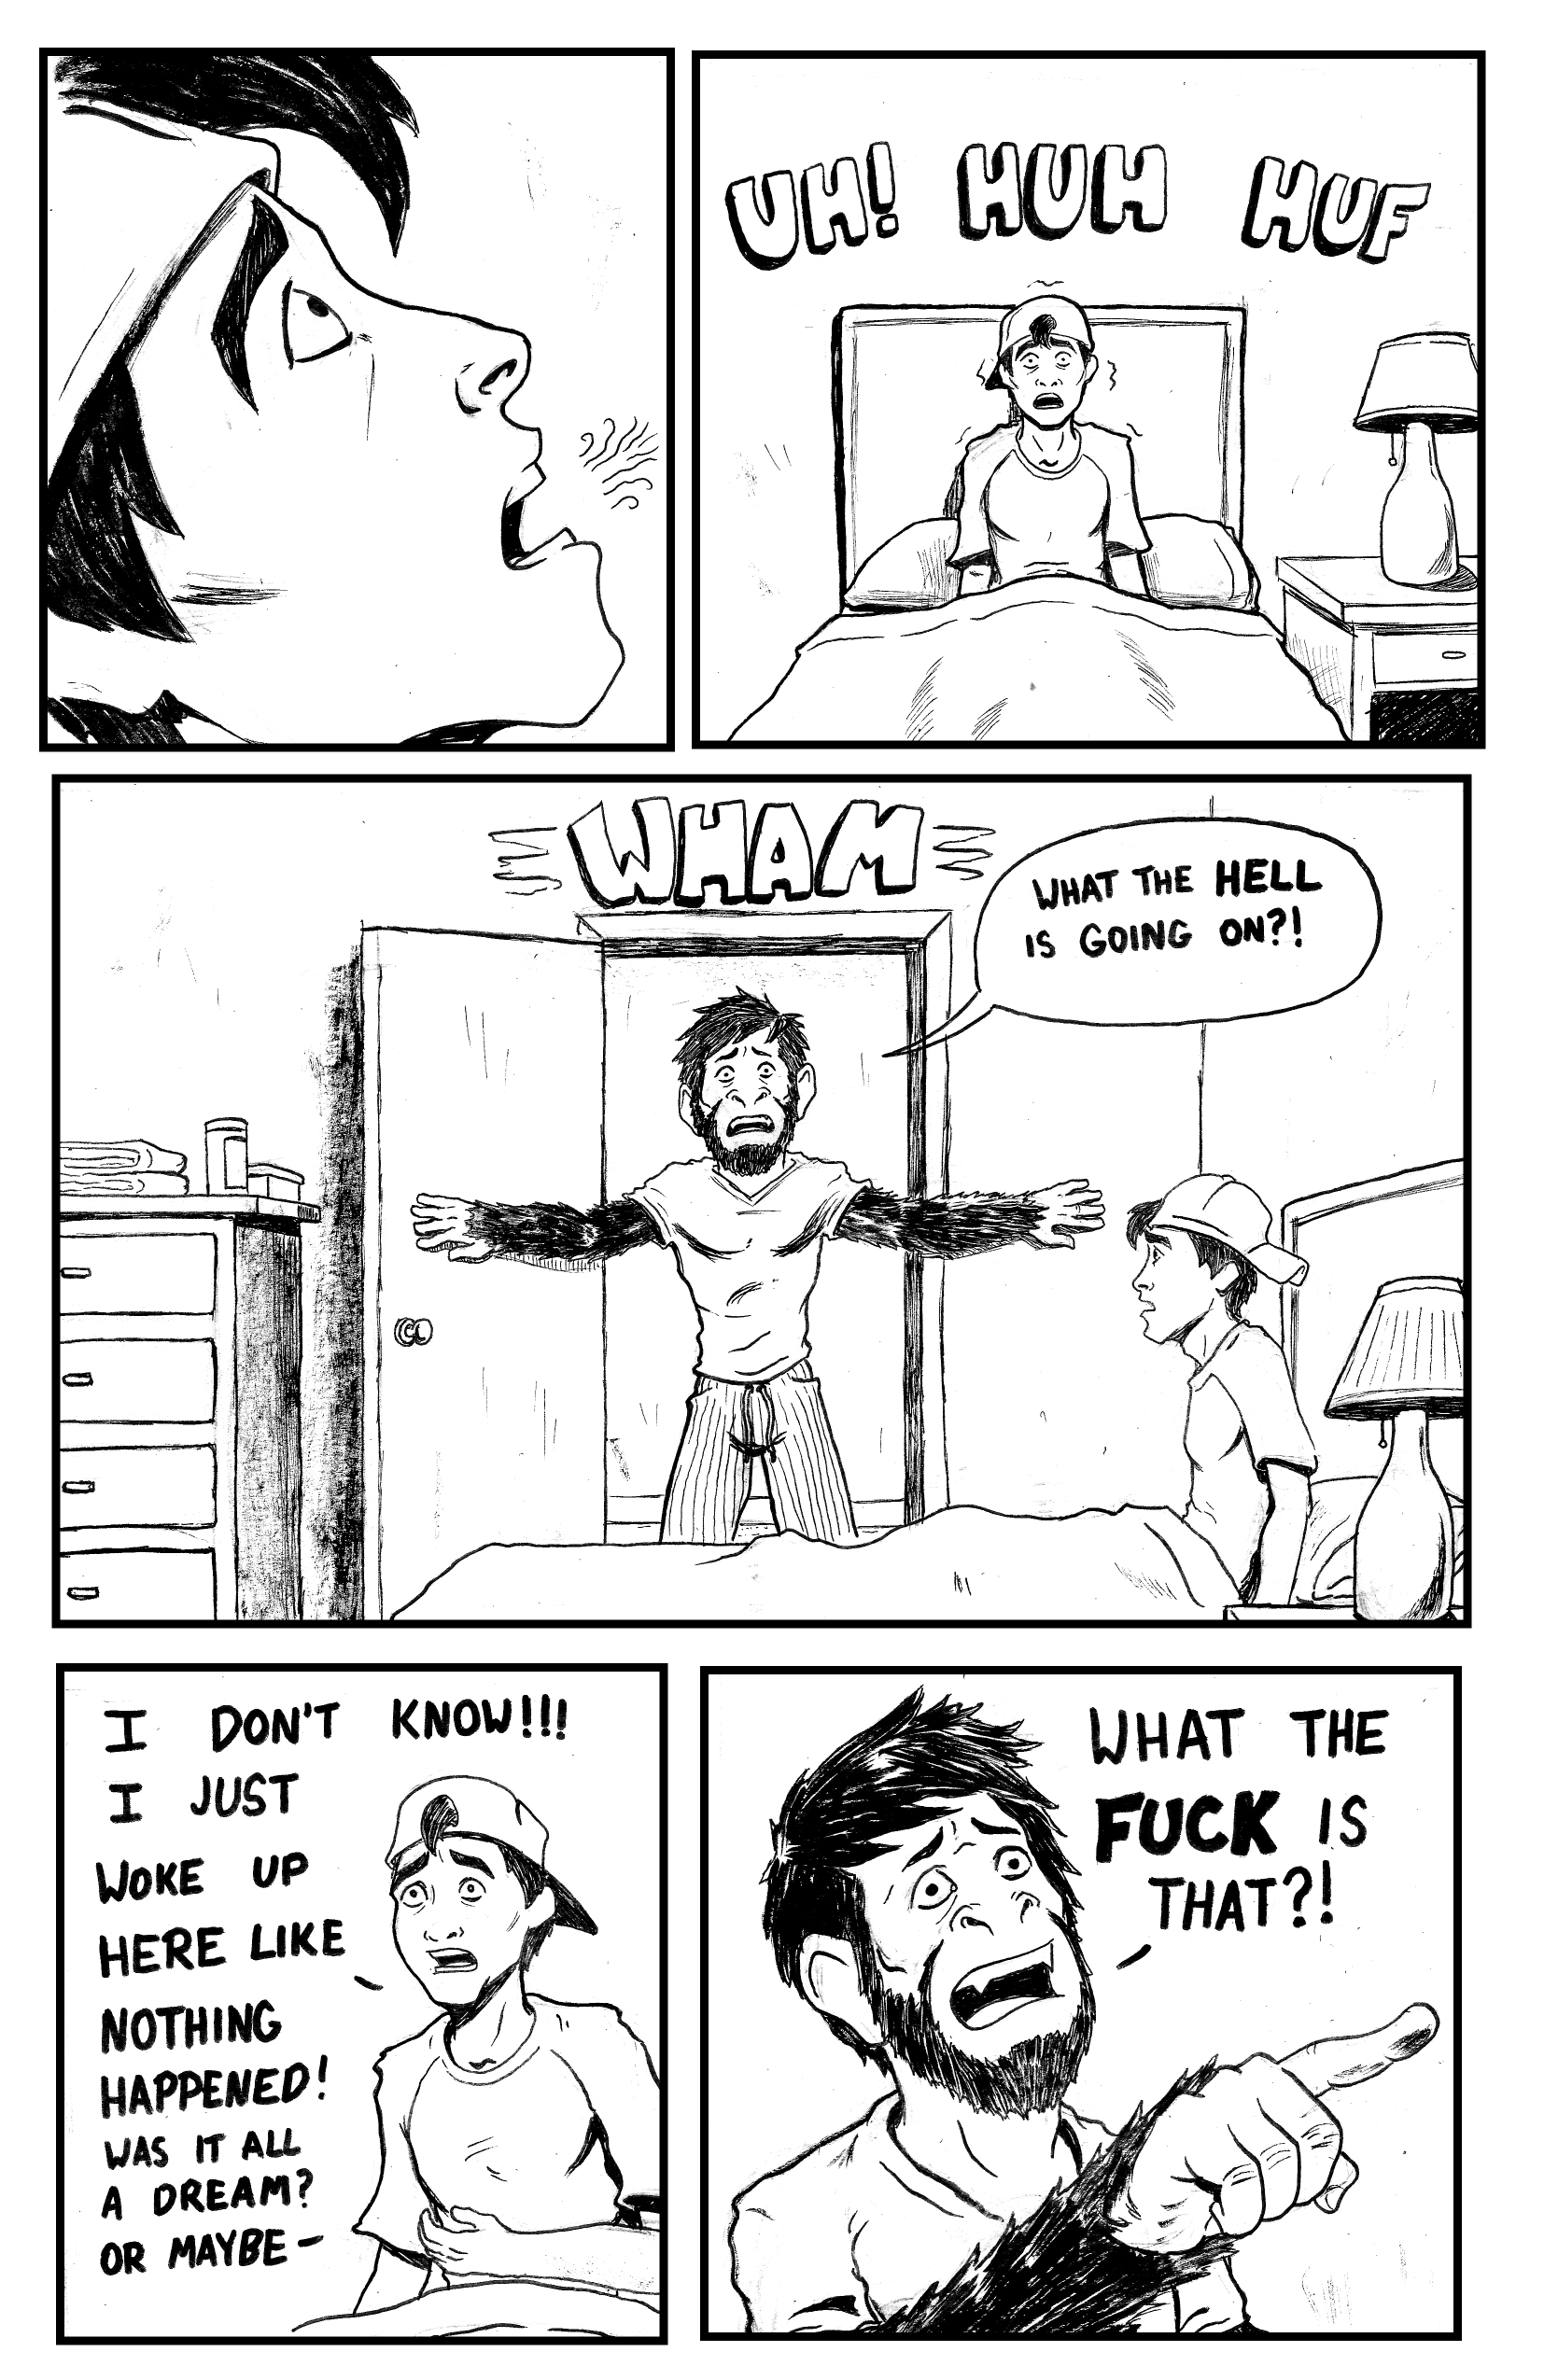 UH! HUH HUF
WHAM
WHAT THE HELL
IS GOING ON?!
I DON'T KNOW!!!
I JUST
WOKE UP
HERE LIKE
NOTHING
HAPPENED!
WAS IT ALL
A DREAM?
OR MAYBE-
WHAT THE
FUCK IS
THAT?!